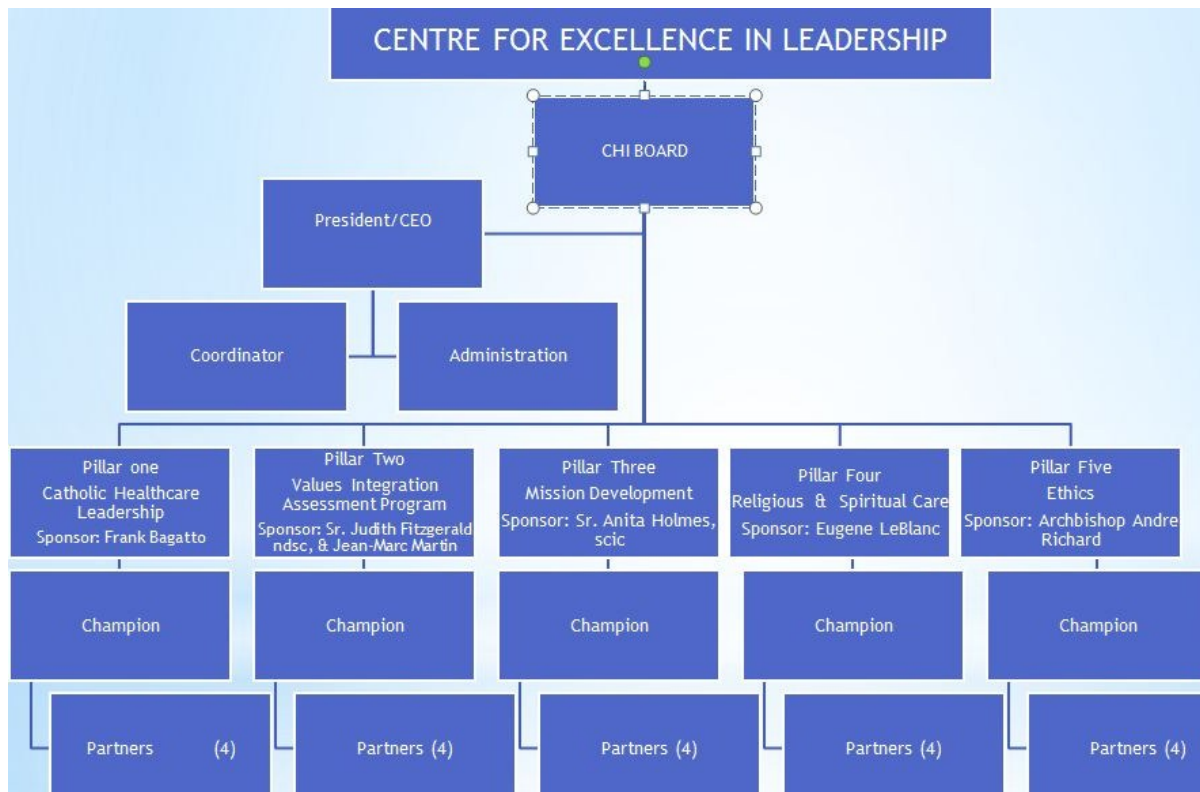 CENTRE FOR EXCELLENCE IN LEADERSHIP
CHI BOARD
President/CEO
Coordinator
Administration
Pillar one
Catholic Healthcare
Leadership
Sponsor: Frank Bagatto
Pillar Two
Values Integration
Assessment Program
Sponsor: Sr. Judith Fitzgerald
ndsc, & Jean-Marc Martin
Pillar Three
Mission Development
Sponsor: Sr. Anita Holmes,
scic
Pillar Four
Religious & Spiritual Care
Sponsor: Eugene LeBlanc
Pillar Five
Ethics
Sponsor: Archbishop Andre
Richard
Champion
Champion
Champion
Champion
Champion
Partners (4)
Partners (4)
Partners (4)
Partners (4)
Partners (4)